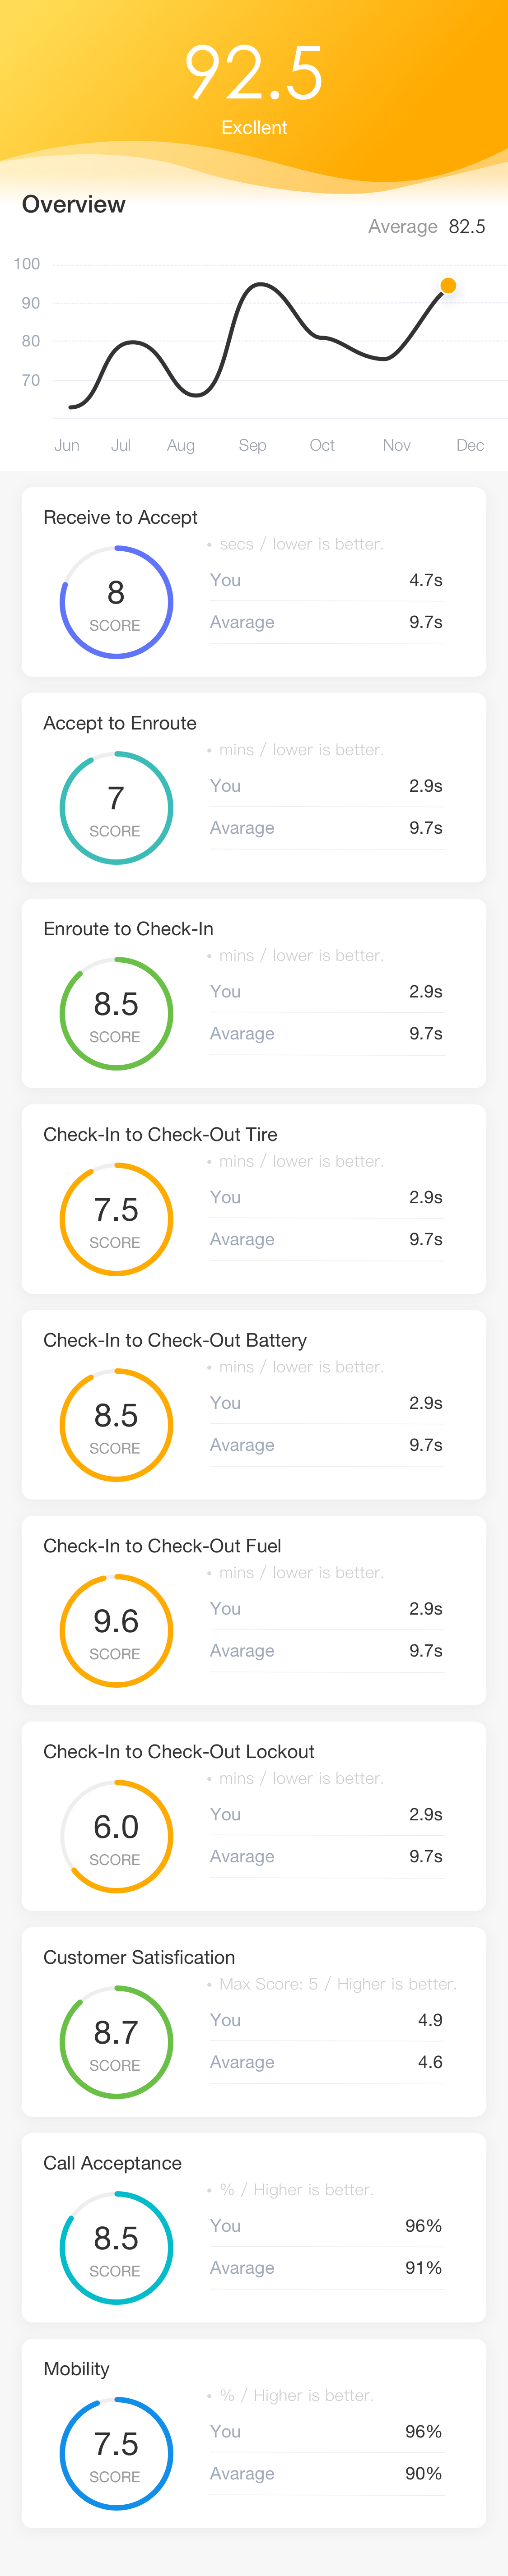 92.5
Excllent
Overview
Average 82.5
100
90
80
70
Jun Jul Aug Sep Oct Nov Dec
Receive to Accept
• secs / lower is better.
8
SCORE
You 4.7s
Avarage 9.7s
Accept to Enroute
• mins / lower is better.
7
SCORE
You 2.9s
Avarage 9.7s
Enroute to Check-In
• mins / lower is better.
8.5
SCORE
You 2.9s
Avarage 9.7s
Check-In to Check-Out Tire
• mins / lower is better.
7.5
SCORE
You 2.9s
Avarage 9.7s
Check-In to Check-Out Battery
• mins / lower is better.
8.5
SCORE
You 2.9s
Avarage 9.7s
Check-In to Check-Out Fuel
• mins / lower is better.
9.6
SCORE
You 2.9s
Avarage 9.7s
Check-In to Check-Out Lockout
• mins / lower is better.
6.0
SCORE
You 2.9s
Avarage 9.7s
Customer Satisfication
• Max Score: 5 / Higher is better.
8.7
SCORE
You 4.9
Avarage 4.6
Call Acceptance
• % / Higher is better.
8.5
SCORE
You 96%
Avarage 91%
Mobility
• % / Higher is better.
7.5
SCORE
You 96%
Avarage 90%